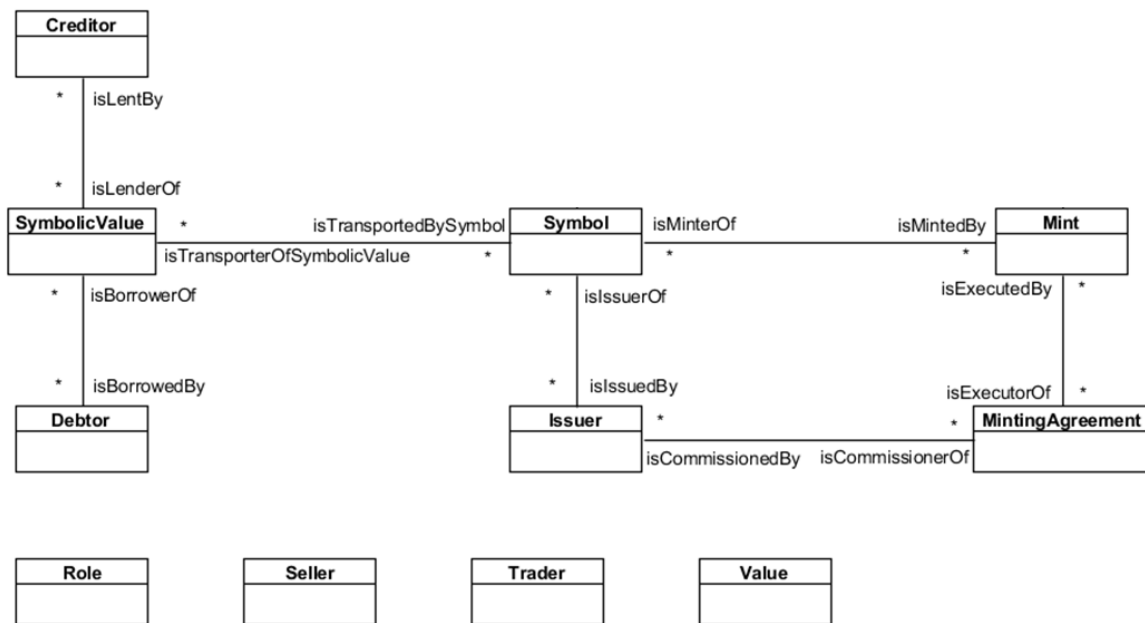 Creditor
* isLentBy
* isLenderOf
SymbolicValue * isTransportedBySymbol Symbol isMinterOf isMintedBy Mint
isTransporterOfSymbolicValue * * *
* isBorrowerOf * isIssuerOf isExecutedBy *
* isBorrowedBy * isIssuedBy isExecutorOf *
Debtor Issuer * * MintingAgreement
isCommissionedBy isCommissionerOf
Role Seller Trader Value